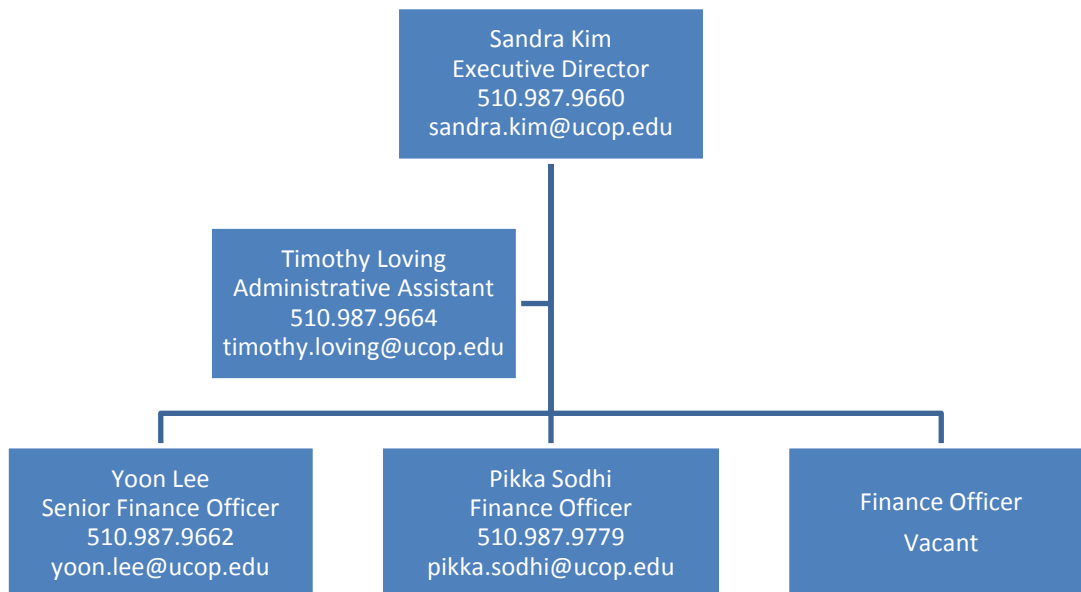 Sandra Kim
Executive Director
510.987.9660
sandra.kim@ucop.edu
Timothy Loving
Administrative Assistant
510.987.9664
timothy.loving@ucop.edu
Yoon Lee
Senior Finance Officer
510.987.9662
yoon.lee@ucop.edu
Pikka Sodhi
Finance Officer
510.987.9779
pikka.sodhi@ucop.edu
Finance Officer
Vacant